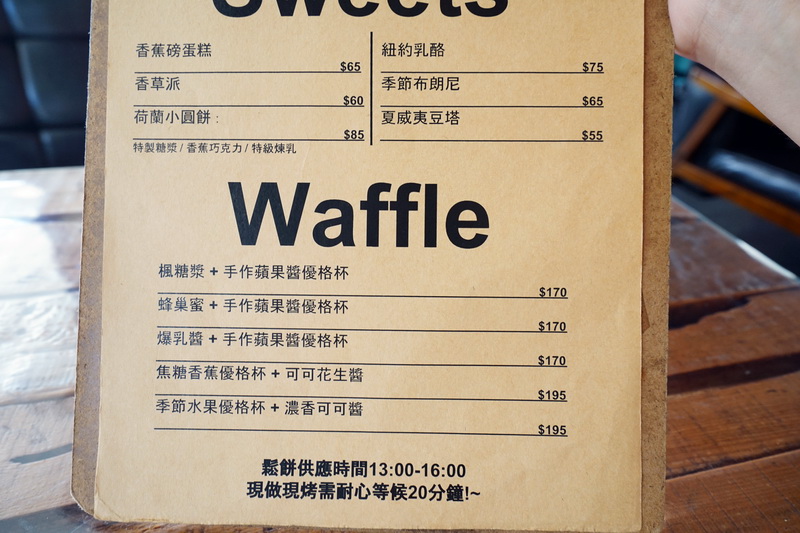 Sweets
香蕉磅蛋糕
$65
香草派
$60
荷蘭小圓餅：
$85
特製糖漿 / 香蕉巧克力 / 特級煉乳
紐約乳酪
$75
季節布朗尼
$65
夏威夷豆塔
$55
Waffle
楓糖漿 + 手作蘋果醬優格杯
$170
蜂巢蜜 + 手作蘋果醬優格杯
$170
爆乳醬 + 手作蘋果醬優格杯
$170
焦糖香蕉優格杯 + 可可花生醬
$195
季節水果優格杯 + 濃香可可醬
$195
鬆餅供應時間13:00-16:00
現做現烤需耐心等候20分鐘!~